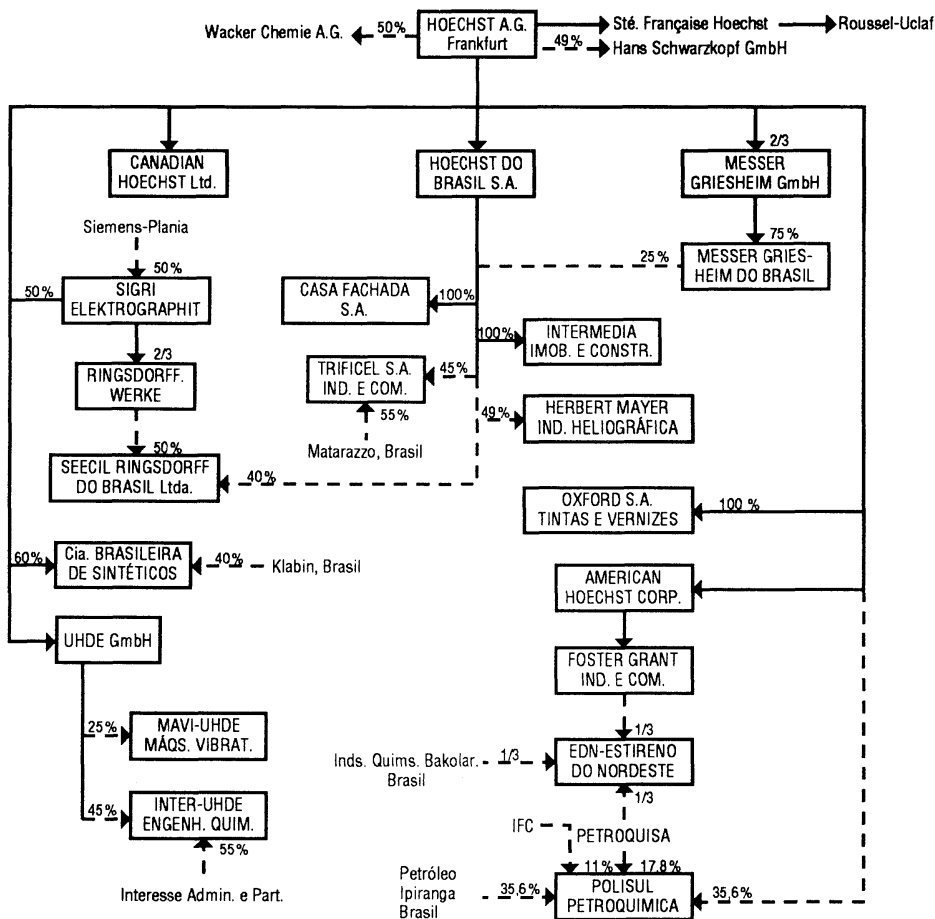 Wacker Chemie A.G.
50%
HOECHST A.G.
Frankfurt
Sté. Française Hoechst
Roussel-Uclaf
49%
Hans Schwarzkopf GmbH
CANADIAN
HOECHST Ltd.
HOECHST DO
BRASIL S.A.
2/3
MESSER
GRIESHEIM GmbH
Siemens-Plania
50%
50%
SIGRI
ELEKTROGRAPHIT
25%
75%
MESSER GRIES-
HEIM DO BRASIL
CASA FACHADA
S.A.
100%
100%
INTERMEDIA
IMOB. E CONSTR.
2/3
RINGSDORFF.
WERKE
TRIFICEL S.A.
IND. E COM.
45%
55%
Matarazzo, Brasil
49%
HERBERT MAYER
IND. HELIOGRÁFICA
50%
SEECIL RINGSDORFF
DO BRASIL Ltda.
40%
OXFORD S.A.
TINTAS E VERNIZES
100 %
60%
Cia. BRASILEIRA
DE SINTÉTICOS
40%
Klabin, Brasil
AMERICAN
HOECHST CORP.
UHDE GmbH
FOSTER GRANT
IND. E COM.
25%
MAVI-UHDE
MÁQS. VIBRAT.
1/3
Inds. Quims. Bakolar.
Brasil
1/3
EDN-ESTIRENO
DO NORDESTE
1/3
45%
INTER-UHDE
ENGENH. QUIM.
55%
Interesse Admin. e Part.
IFC
PETROQUISA
11%
17,8%
Petróleo
Ipiranga
Brasil
35,6%
POLISUL
PETROQUIMICA
35,6%